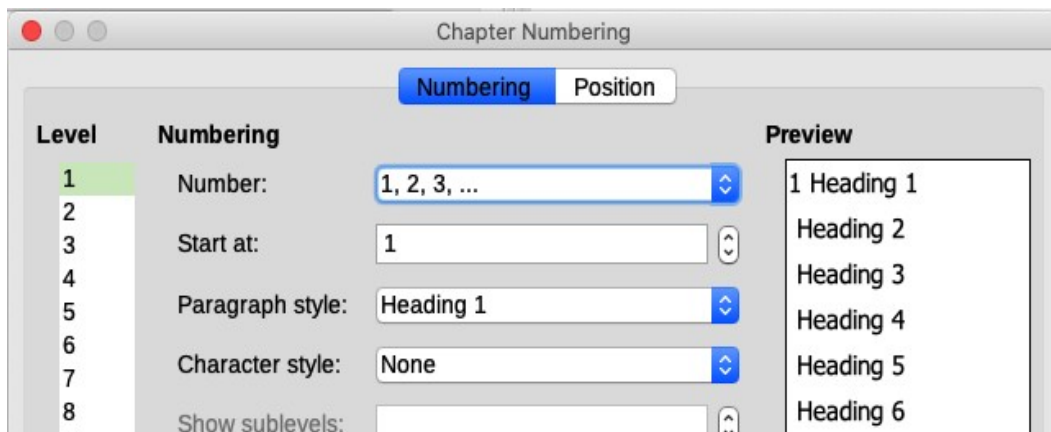 Chapter Numbering
Numbering Position
Level
1
2
3
4
5
6
7
8
Numbering
Number: 1, 2, 3, ...
Start at: 1
Paragraph style: Heading 1
Character style: None
Show sublevels:
Preview
1 Heading 1
Heading 2
Heading 3
Heading 4
Heading 5
Heading 6